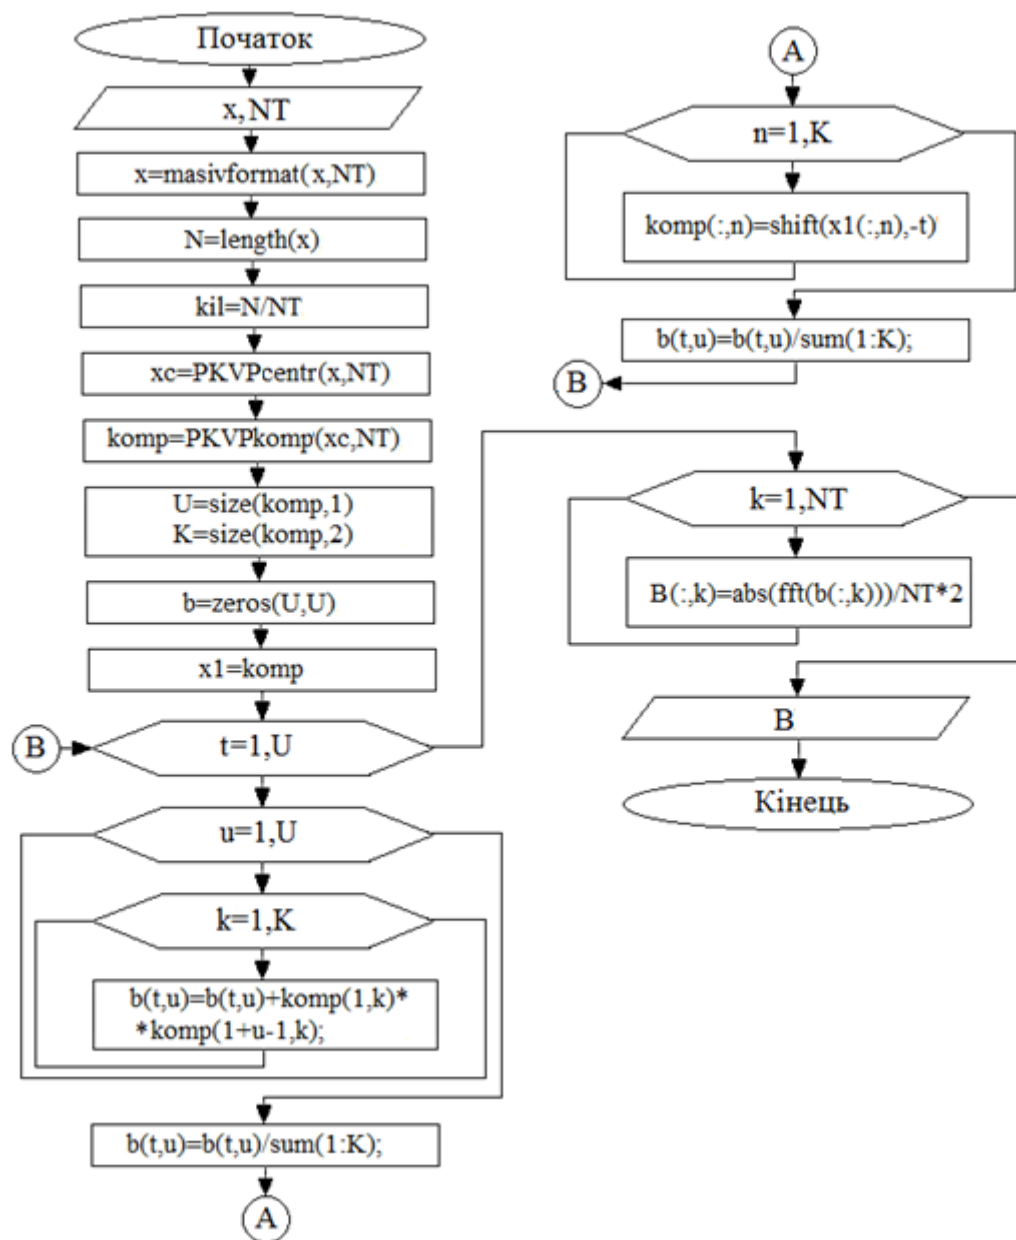 Початок
x,NT
x=masivformat(x,NT)
N=length(x)
kil=N/NT
xc=PKVPcentr(x,NT)
komp=PKVPkomp(xc,NT)
U=size(komp,1)
K=size(komp,2)
b=zeros(U,U)
x1=komp
B
t=1,U
u=1,U
k=1,K
b(t,u)=b(t,u)+komp(1,k)*
*komp(1+u-1,k);
b(t,u)=b(t,u)/sum(1:K);
A
A
n=1,K
komp(:,n)=shift(x1(:,n),-t)
b(t,u)=b(t,u)/sum(1:K);
B
k=1,NT
B(:,k)=abs(fft(b(:,k)))/NT*2
B
Кінець